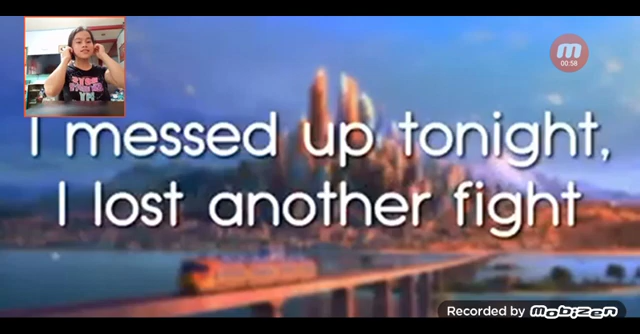 00:58
I messed up tonight,
I lost another fight
Recorded by mobizen